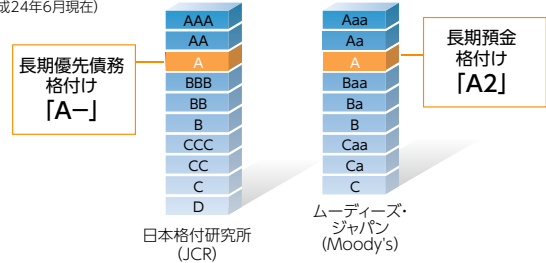 成24年6月現在)
長期優先債務
格付け
「A−」
AAA
AA
A
BBB
BB
B
CCC
CC
C
D
日本格付研究所
(JCR)
Aaa
Aa
A
Baa
Ba
B
Caa
Ca
C
ムーディーズ・
ジャパン
(Moody's)
長期預金
格付け
「A2」